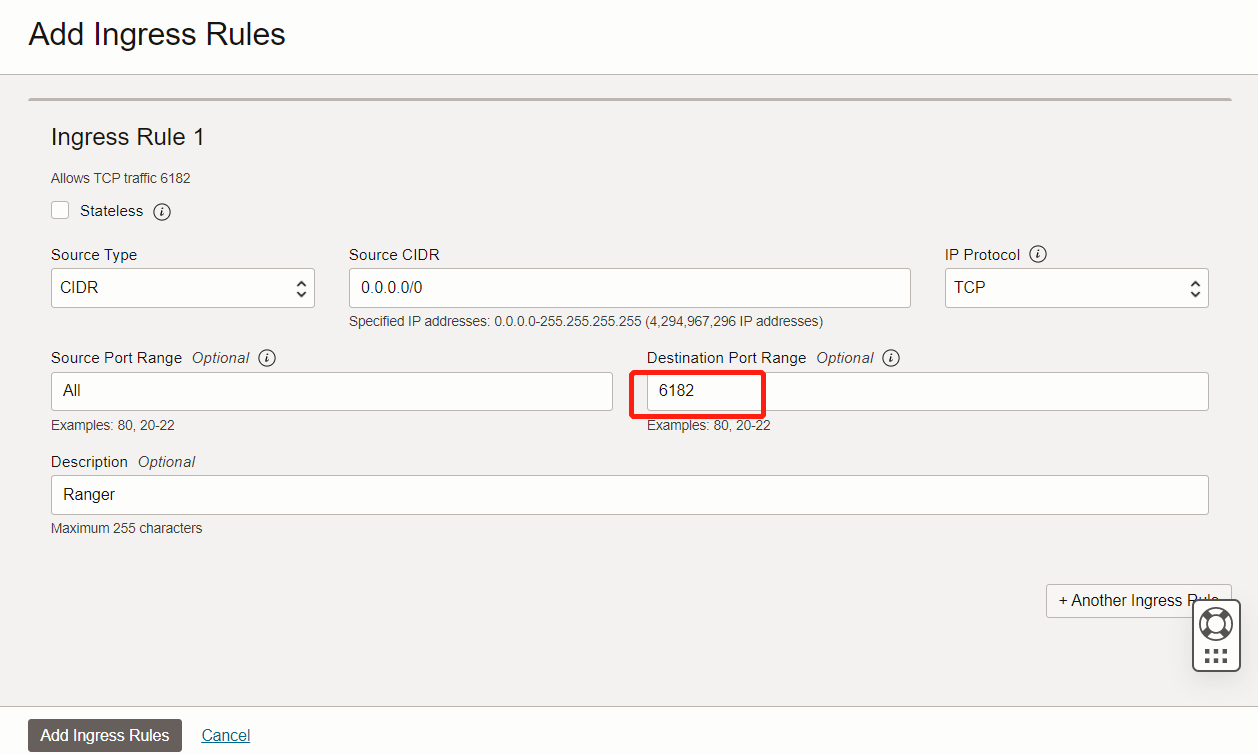 Add Ingress Rules
Ingress Rule 1
Allows TCP traffic 6182
Stateless
Source Type
Source CIDR
IP Protocol
CIDR
0.0.0.0/0
TCP
Specified IP addresses: 0.0.0.0-255.255.255.255 (4,294,967,296 IP addresses)
Source Port Range Optional
Destination Port Range Optional
All
6182
Examples: 80, 20-22
Examples: 80, 20-22
Description Optional
Ranger
Maximum 255 characters
+ Another Ingress Rule
Add Ingress Rules
Cancel